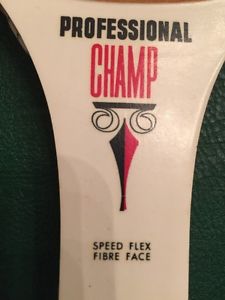 PROFESSIONAL
CHAMP
SPEED FLEX
FIBRE FACE